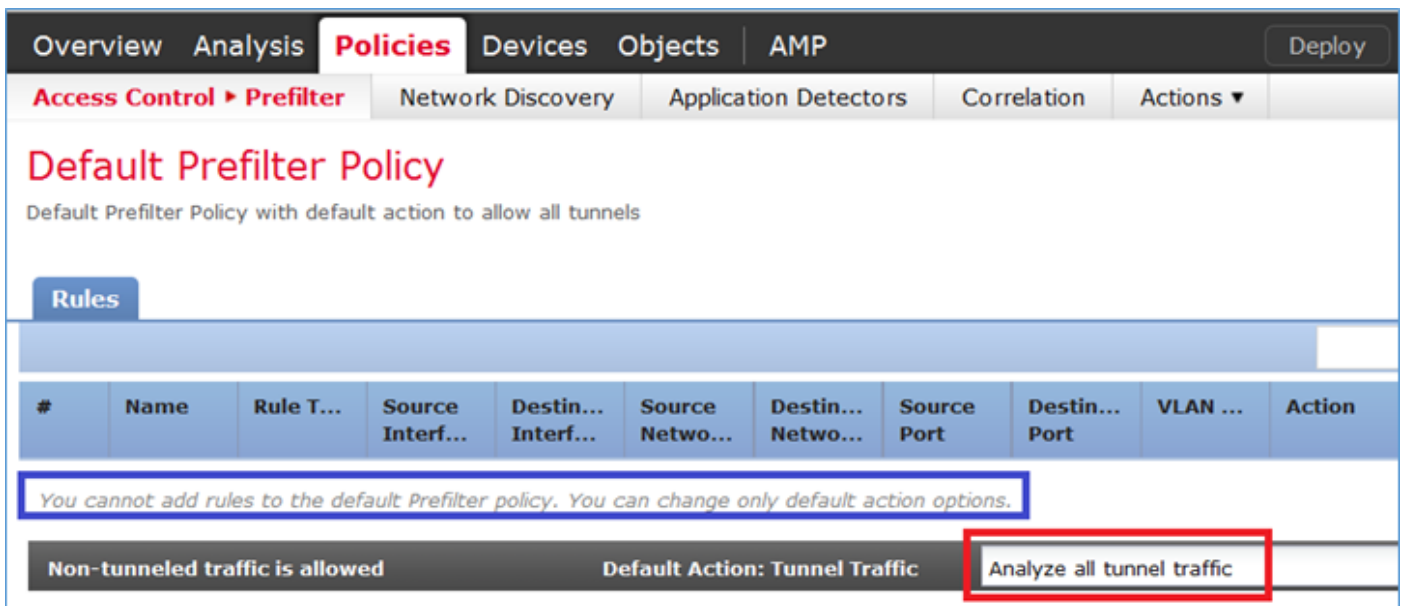 Overview Analysis Policies Devices Objects AMP Deploy
Access Control ▸ Prefilter Network Discovery Application Detectors Correlation Actions ▼
Default Prefilter Policy
Default Prefilter Policy with default action to allow all tunnels
Rules
# Name Rule T... Source Interf... Destin... Interf... Source Netwo... Destin... Netwo... Source Port Destin... Port VLAN ... Action
You cannot add rules to the default Prefilter policy. You can change only default action options.
Non-tunneled traffic is allowed Default Action: Tunnel Traffic Analyze all tunnel traffic